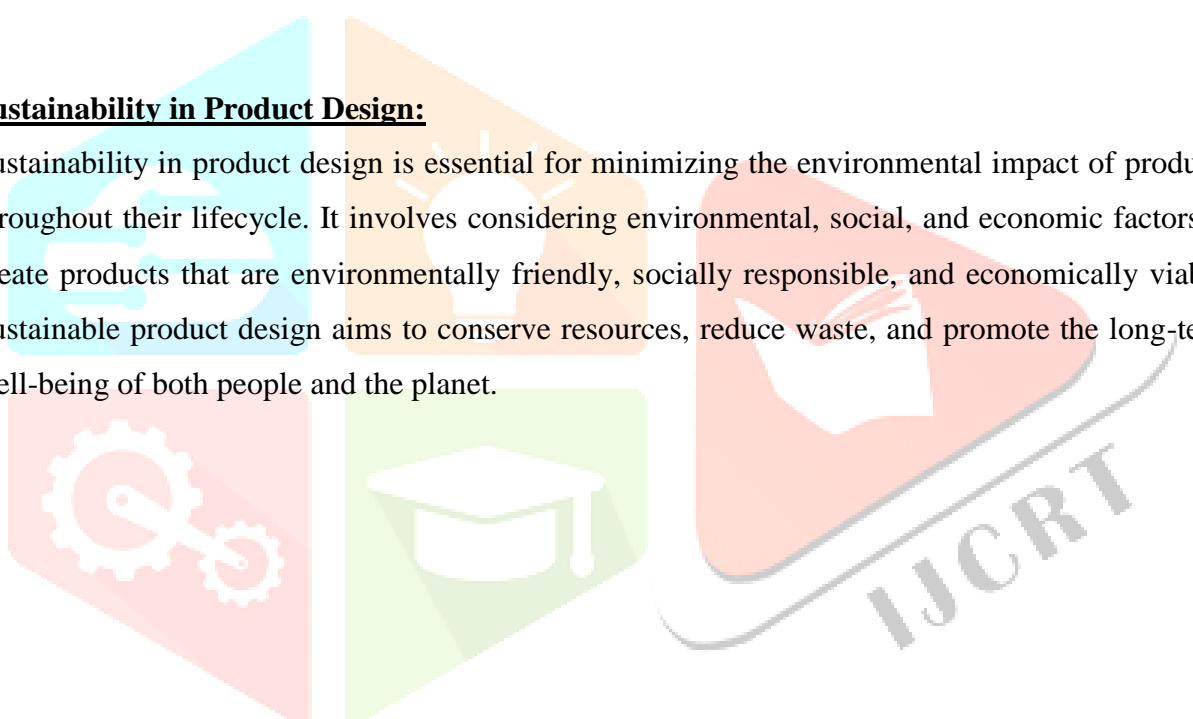 ustainability in Product Design:
ustainability in product design is essential for minimizing the environmental impact of produ
roughout their lifecycle. It involves considering environmental, social, and economic factors
eate products that are environmentally friendly, socially responsible, and economically viab
ustainable product design aims to conserve resources, reduce waste, and promote the long-te
ell-being of both people and the planet.
IJCRT